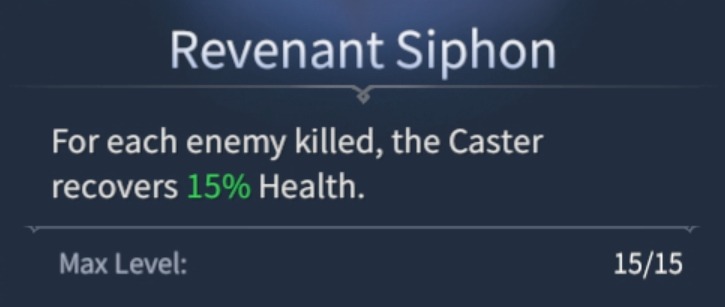 Revenant Siphon
For each enemy killed, the Caster
recovers 15% Health.
Max Level: 15/15